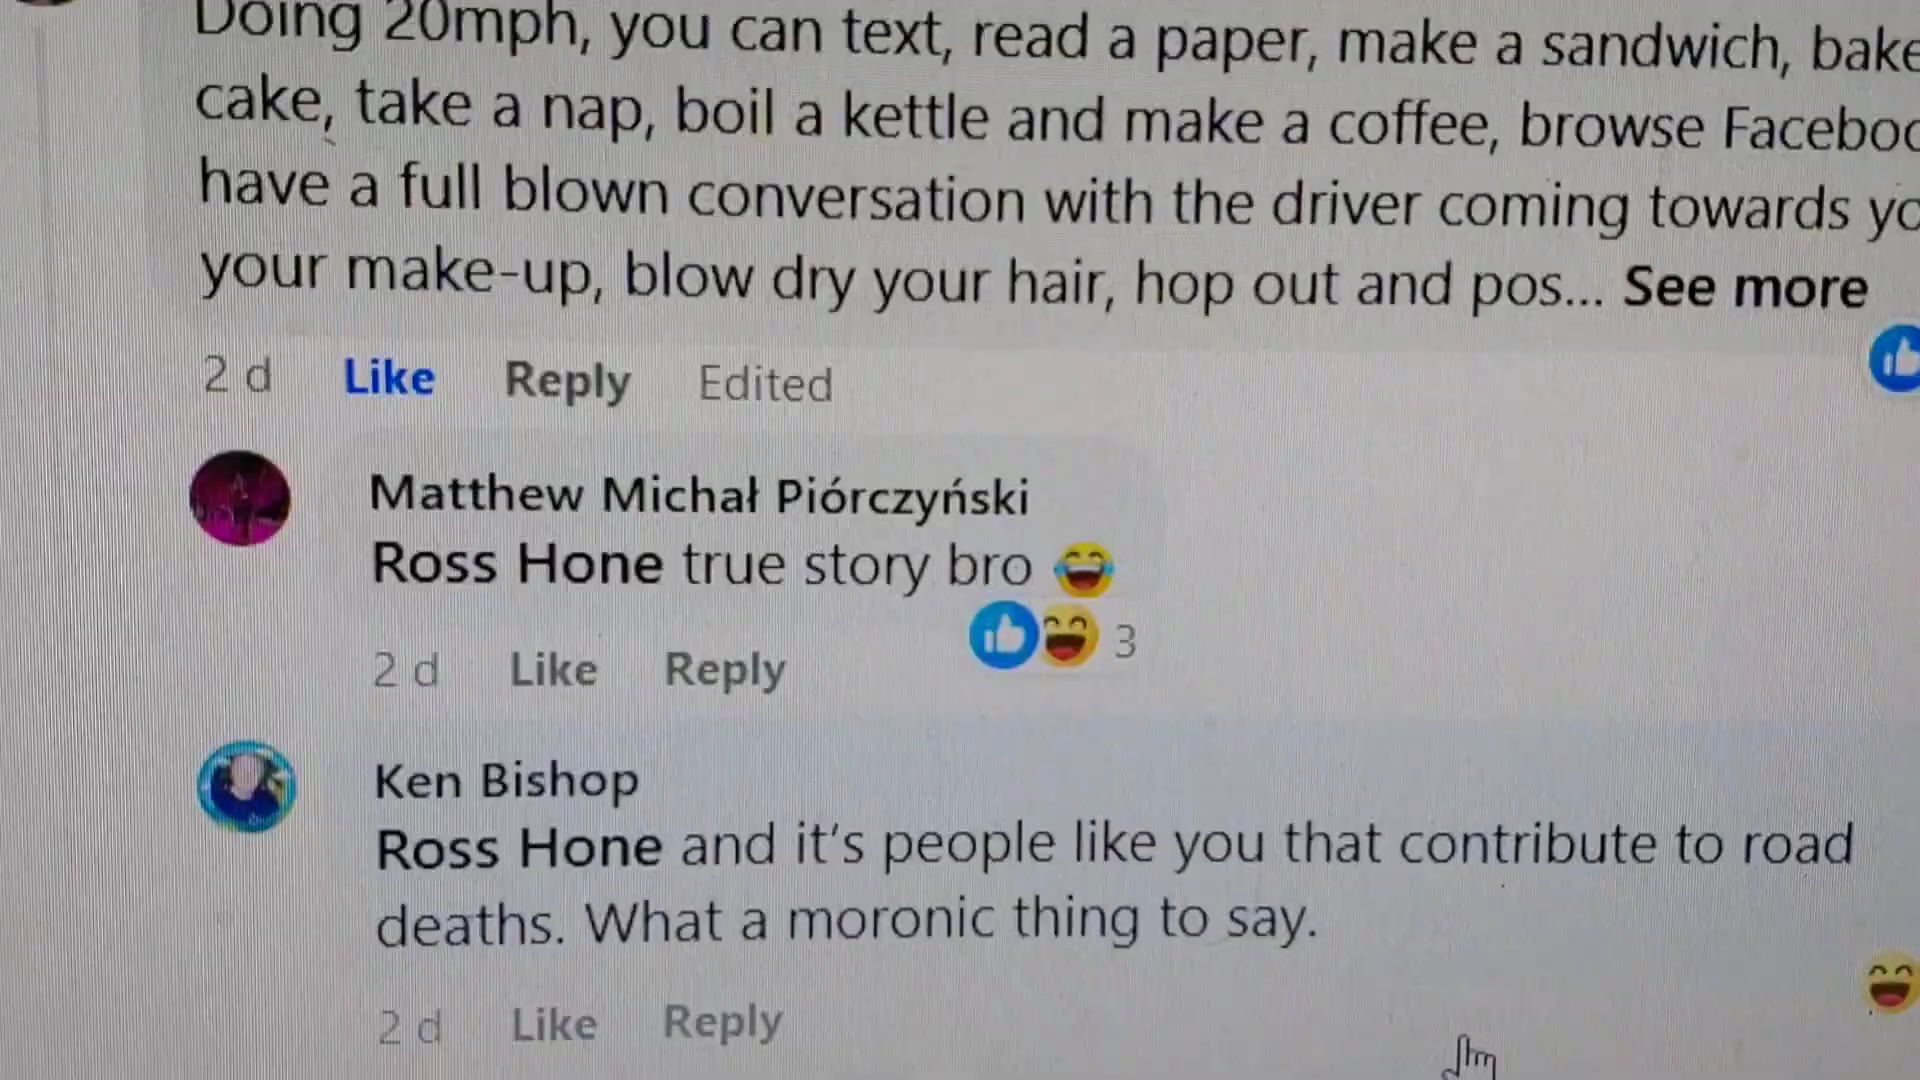 Doing 20mph, you can text, read a paper, make a sandwich, bake
cake, take a nap, boil a kettle and make a coffee, browse
have a full blown conversation with the driver coming towards
your make-up, blow dry your hair, hop out and pos... See more
2 d Like Reply Edited
Matthew Michał Piórczyński
Ross Hone true story bro
3
2 d Like Reply
Ken Bishop
Ross Hone and it's people like you that contribute to road
deaths. What a moronic thing to say.
2 d Like Reply